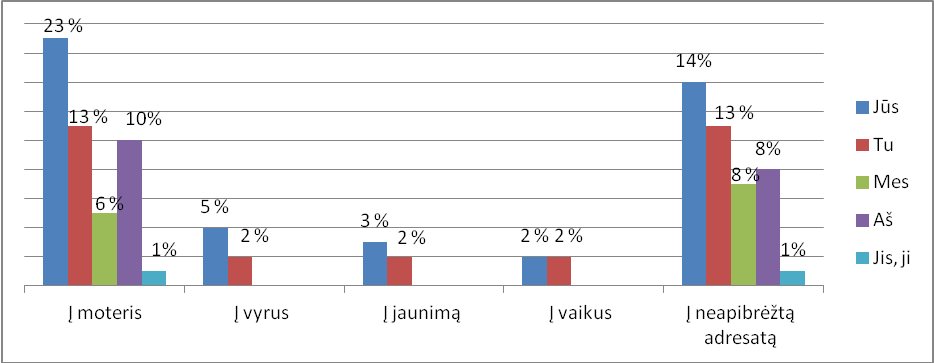 23 %
13 %
6 %
10%
1%
5 %
2 %
3 %
2 %
2 %
2 %
14%
13 %
8 %
8%
1%
Į moteris
Į vyrus
Į jaunimą
Į vaikus
Į neapibrėžtą
adresatą
Jūs
Tu
Mes
Aš
Jis, ji